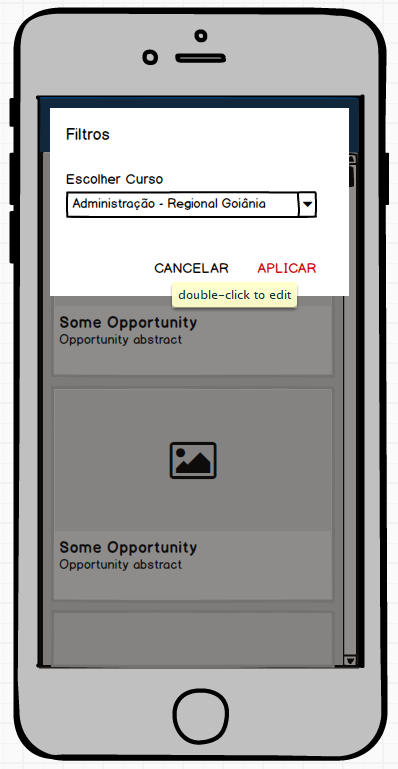 Filtros
Escolher Curso
Administração - Regional Goiânia
CANCELAR APLICAR
double-click to edit
Some Opportunity
Opportunity abstract
Some Opportunity
Opportunity abstract